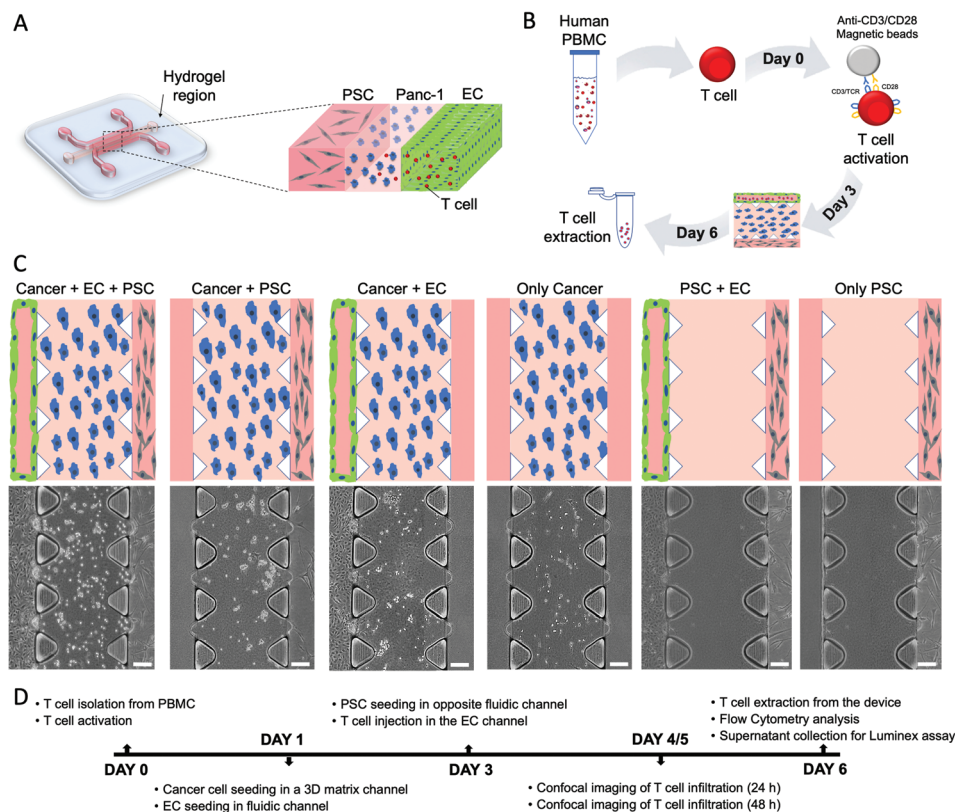 A
Hydrogel
region
PSC
Panc-1
EC
T cell
B
Human
PBMC
T cell
Day 0
Anti-CD3/CD28
Magnetic beads
CD3/TCR
CD28
T cell
activation
Day 3
Day 6
T cell
extraction
C
Cancer + EC + PSC
Cancer + PSC
Cancer + EC
Only Cancer
PSC + EC
Only PSC
D
• T cell isolation from PBMC
• T cell activation
• PSC seeding in opposite fluidic channel
• T cell injection in the EC channel
• T cell extraction from the device
• Flow Cytometry analysis
• Supernatant collection for Luminex assay
DAY 1
DAY 4/5
DAY 0
DAY 3
DAY 6
• Cancer cell seeding in a 3D matrix channel
• EC seeding in fluidic channel
• Confocal imaging of T cell infiltration (24 h)
• Confocal imaging of T cell infiltration (48 h)